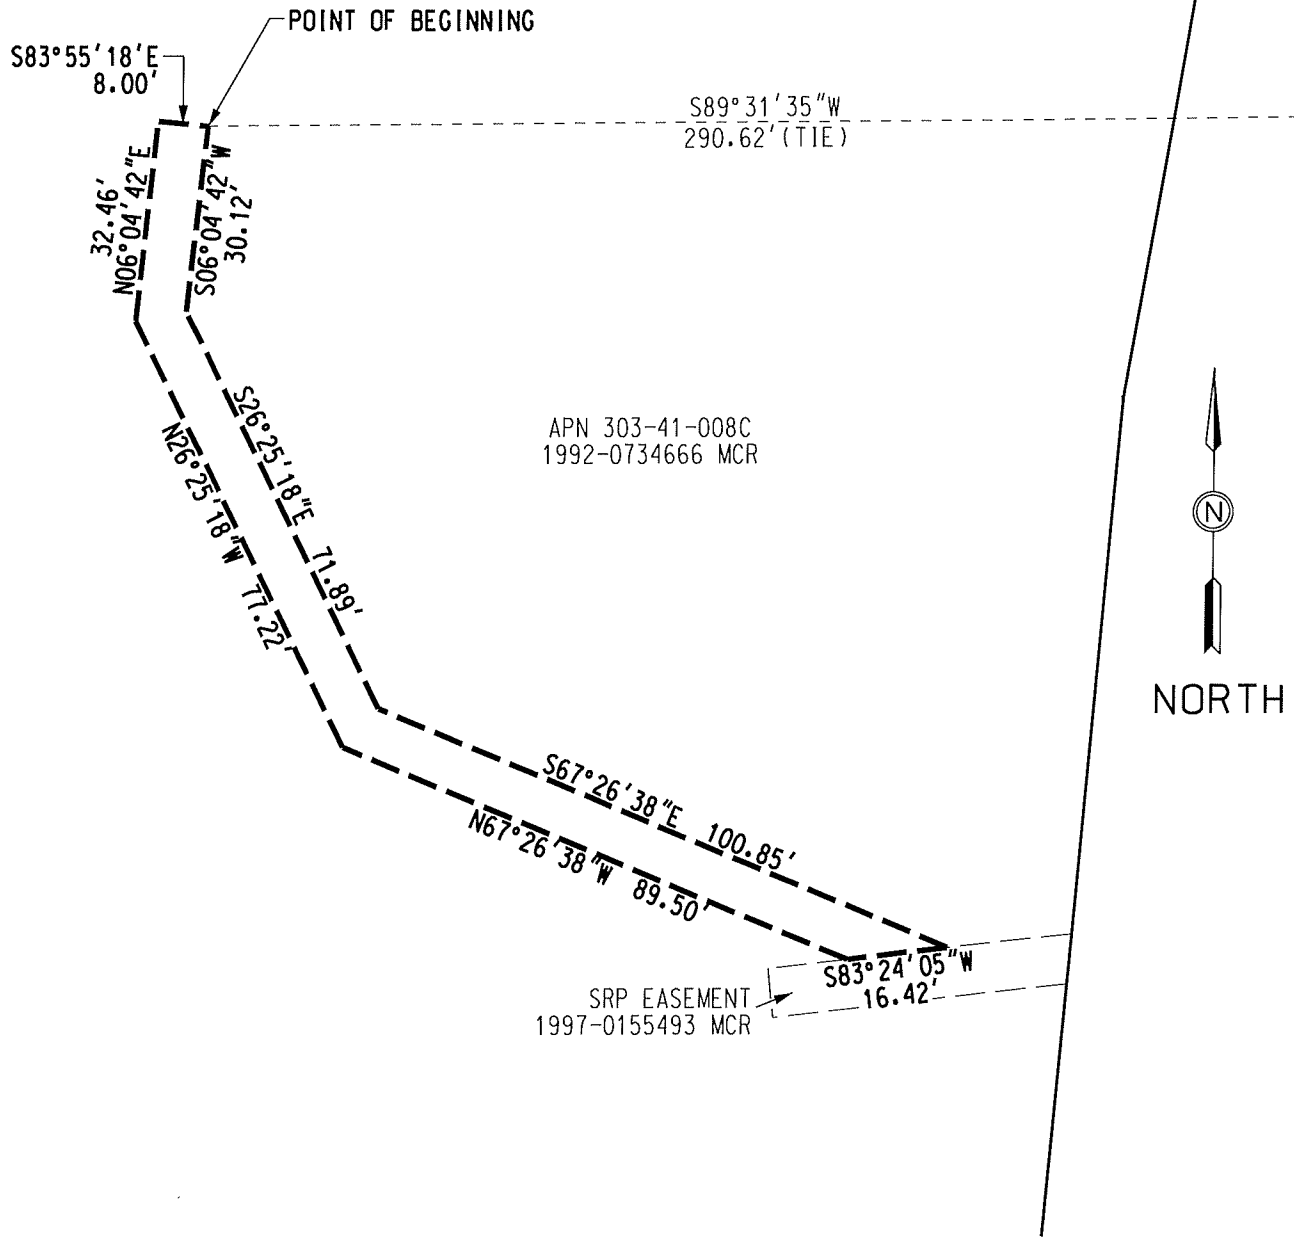 POINT OF BEGINNING
S83°55'18'E
8.00'
S89°31'35"W
290.62'(TIE)
32.46'
N06°04'42"E
S06°04'42"W
30.12'
S26°25'18"E 71.89'
N26°25'18"W 77.22'
APN 303-41-008C
1992-0734666 MCR
N
NORTH
S67°26'38"E 100.85'
N67°26'38"W 89.50'
S83°24'05"W
16.42'
SRP EASEMENT
1997-0155493 MCR